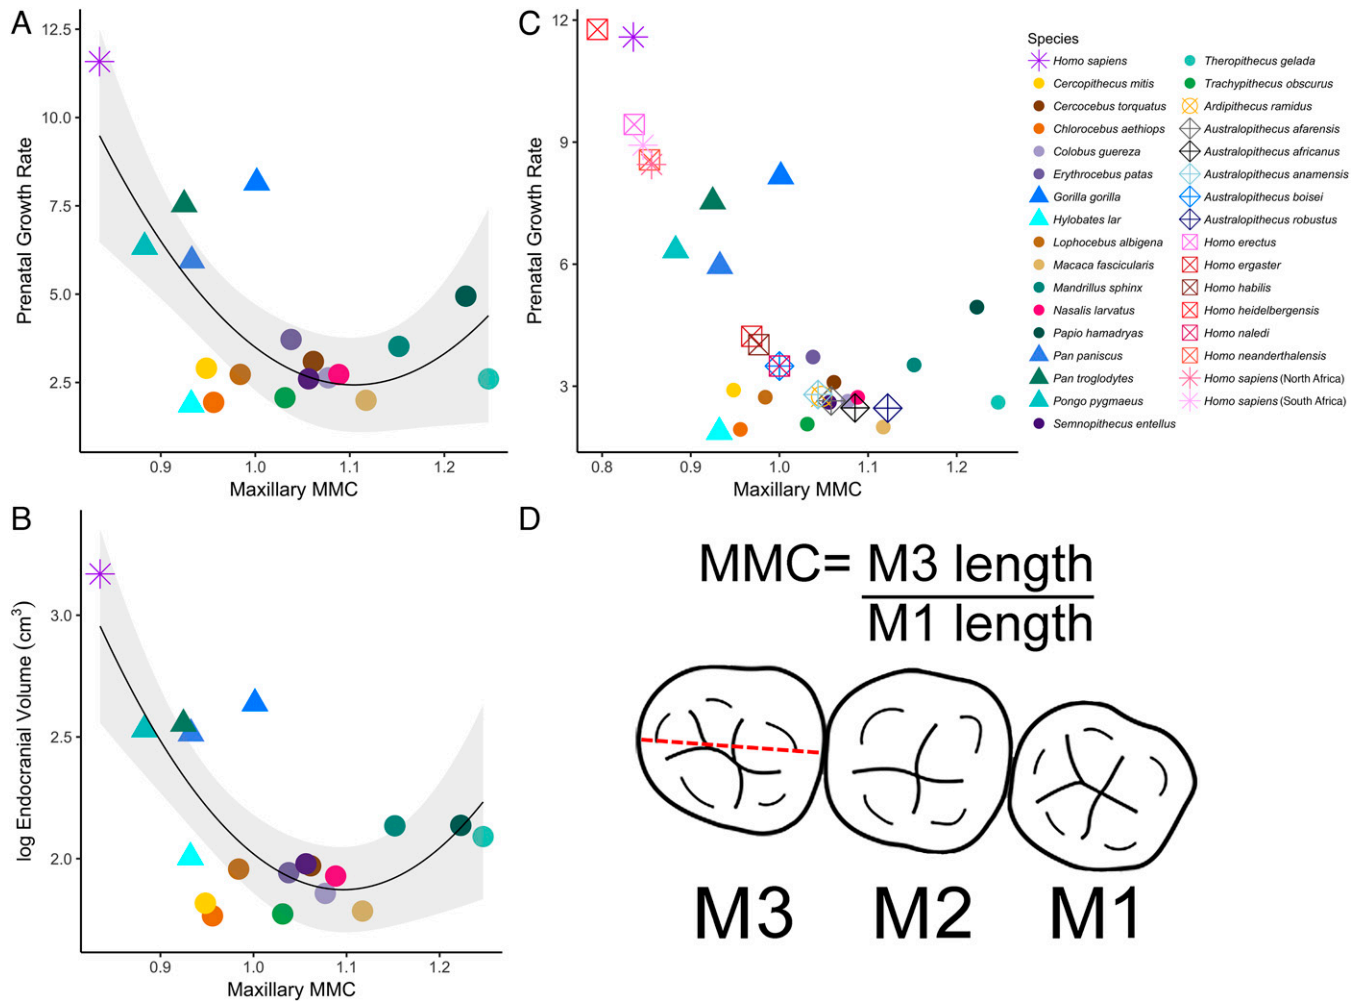 A
12.5
10.0
7.5
5.0
2.5
Prenatal Growth Rate
0.9 1.0 1.1 1.2
Maxillary MMC
B
3.0
2.5
2.0
log Endocranial Volume (cm³)
0.9 1.0 1.1 1.2
Maxillary MMC
C
12
9
6
3
Prenatal Growth Rate
0.8 0.9 1.0 1.1 1.2
Maxillary MMC
Species
Homo sapiens
Cercopithecus mitis
Cercocebus torquatus
Chlorocebus aethiops
Colobus guereza
Erythrocebus patas
Gorilla gorilla
Hylobates lar
Lophocebus albigena
Macaca fascicularis
Mandrillus sphinx
Nasalis larvatus
Papio hamadryas
Pan paniscus
Pan troglodytes
Pongo pygmaeus
Semnopithecus entellus
Theropithecus gelada
Trachypithecus obscurus
Ardipithecus ramidus
Australopithecus afarensis
Australopithecus africanus
Australopithecus anamensis
Australopithecus boisei
Australopithecus robustus
Homo erectus
Homo ergaster
Homo habilis
Homo heidelbergensis
Homo naledi
Homo neanderthalensis
Homo sapiens (North Africa)
Homo sapiens (South Africa)
D
MMC= M3 length
M1 length
M3 M2 M1